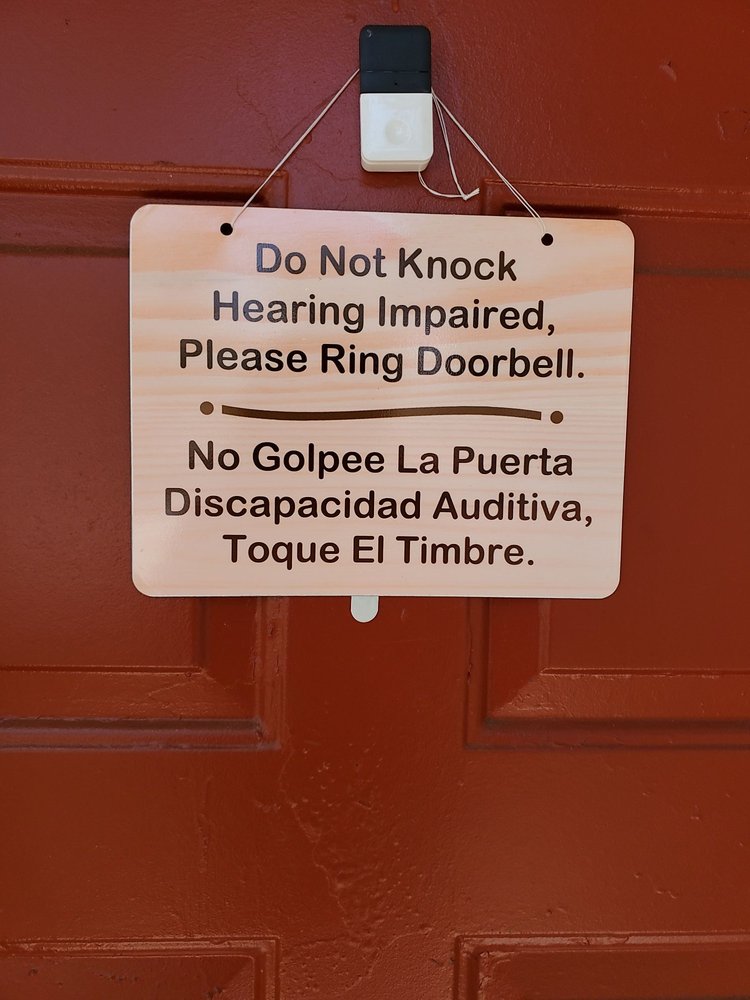 Do Not Knock
Hearing Impaired,
Please Ring Doorbell.
No Golpee La Puerta
Discapacidad Auditiva,
Toque El Timbre.